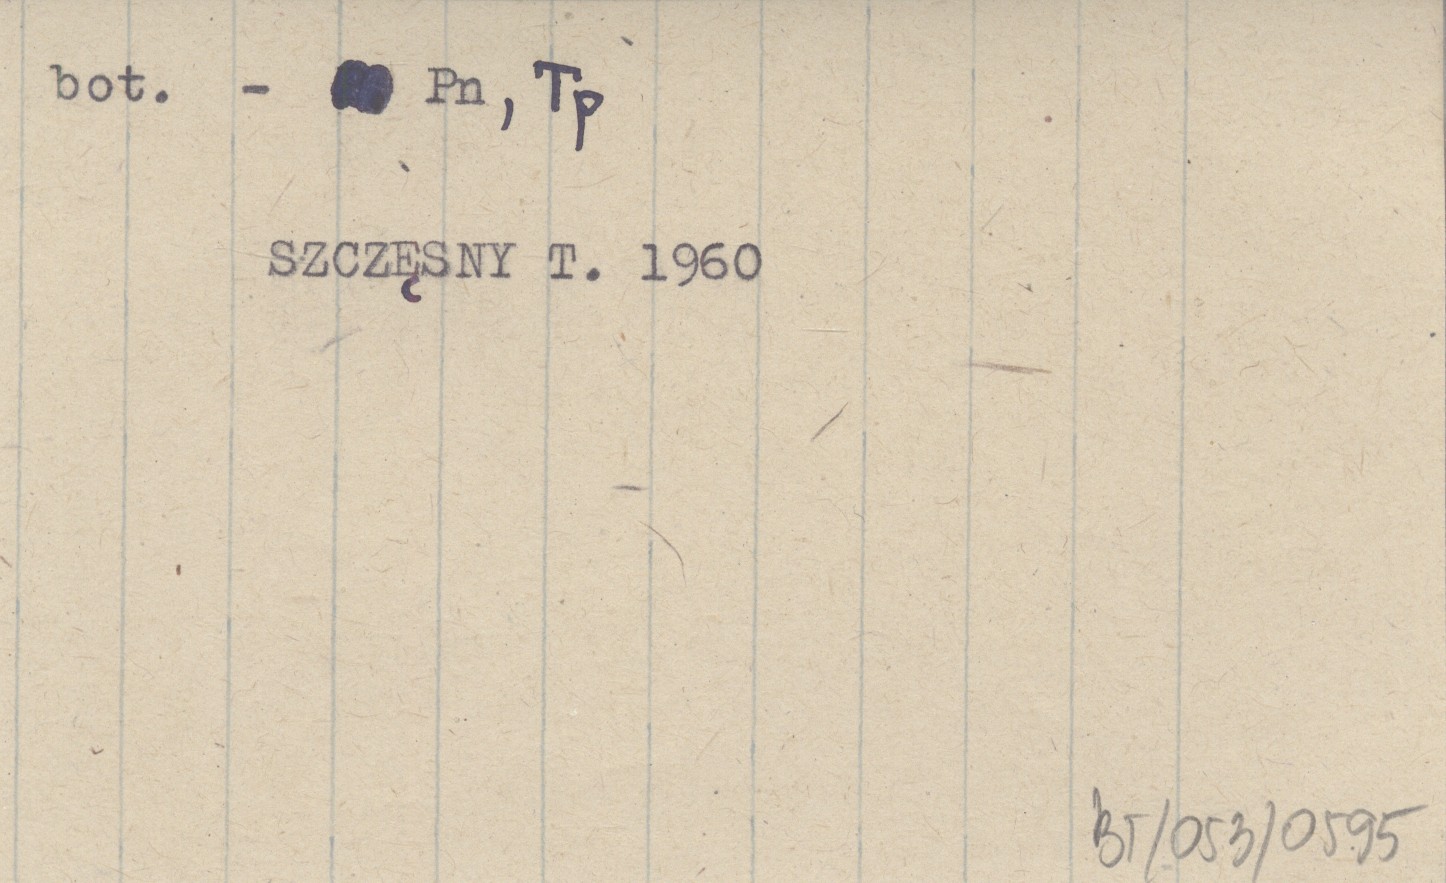 bot. - Pn, Tp
SZCZĘSNY T. 1960
BT/053/0595